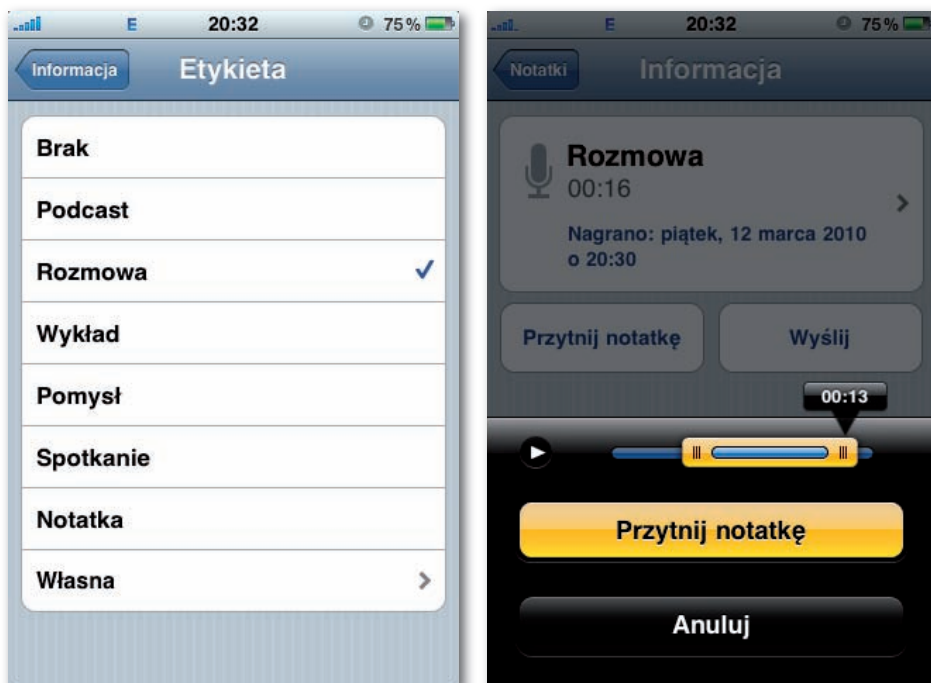 E 20:32 75%
Informacja Etykieta
Brak
Podcast
Rozmowa
Wykład
Pomysł
Spotkanie
Notatka
Własna
E 20:32 75%
Notatki Informacja
Rozmowa
00:16
Nagrano: piątek, 12 marca 2010
o 20:30
Przytnij notatkę Wyślij
00:13
Przytnij notatkę
Anuluj